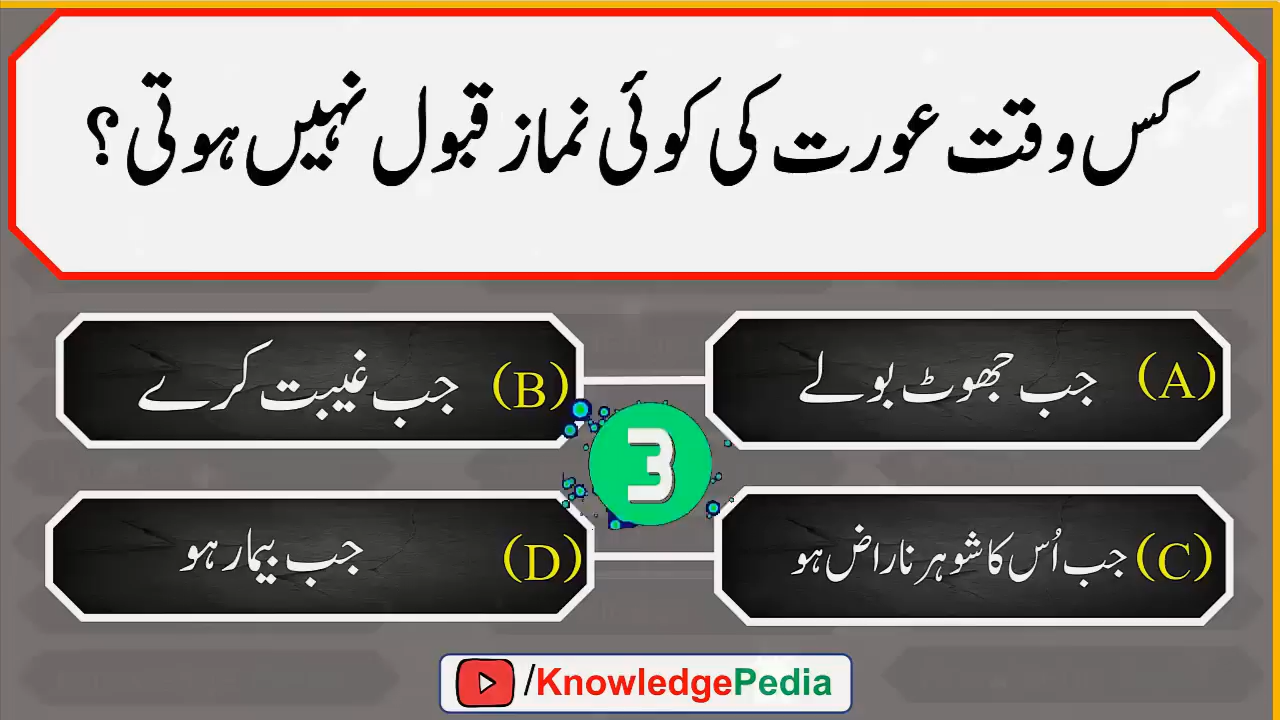 کس وقت عورت کی کوئی نماز قبول نہیں ہوتی؟
(A) جب جھوٹ بولے
(B) جب غیبت کرے
3
(C) جب اُس کا شوہر ناراض ہو
(D) جب بیمار ہو
/KnowledgePedia